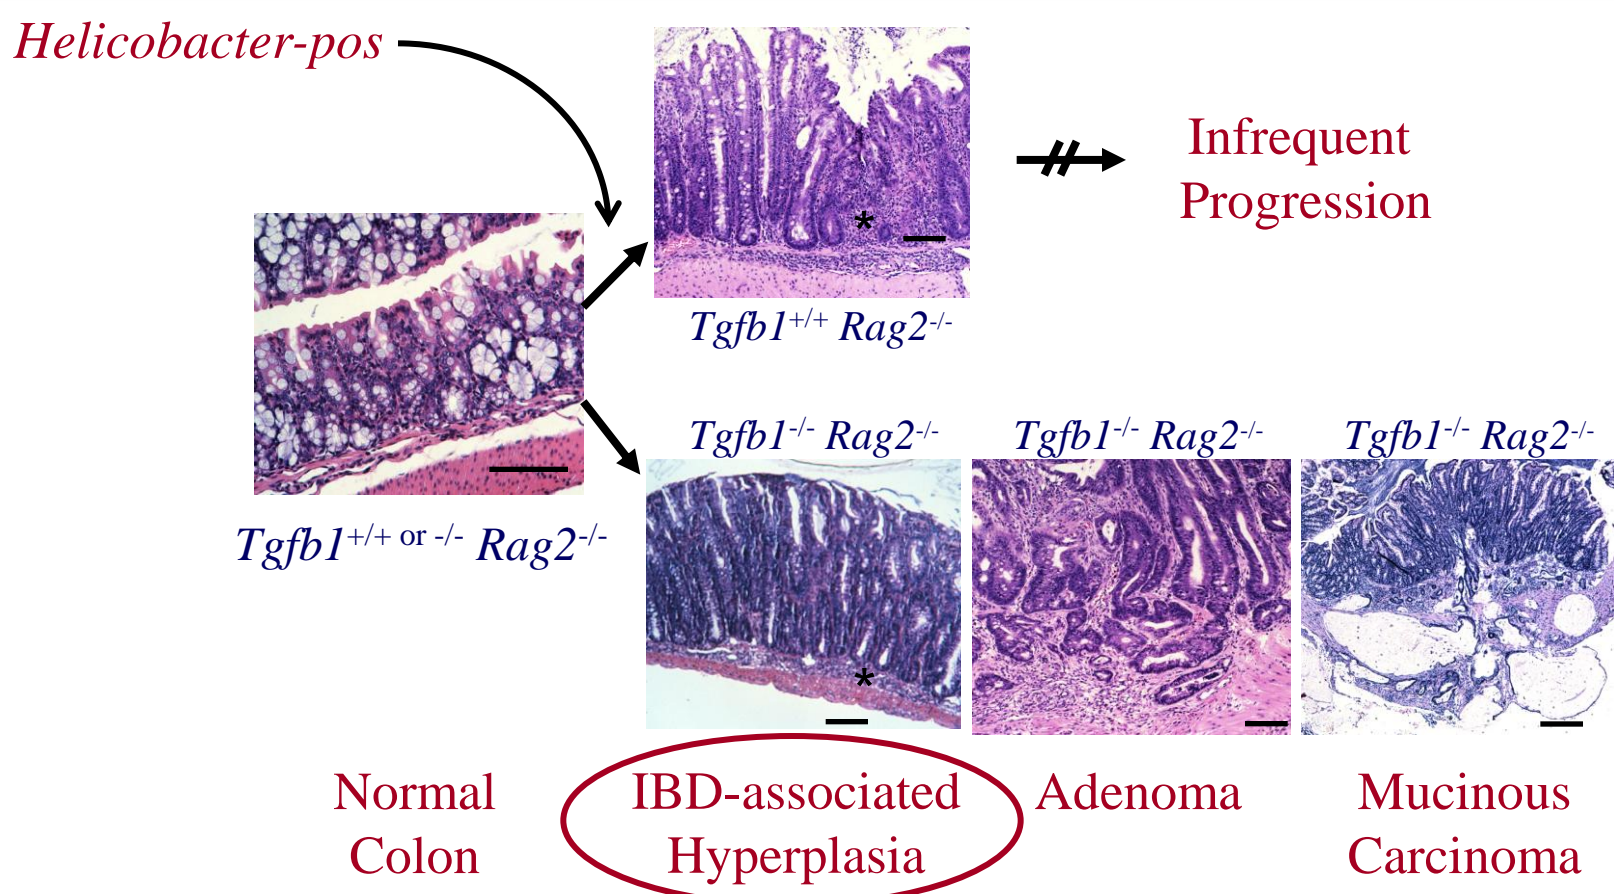 Helicobacter-pos
Infrequent
Progression
*
Tgfb1+/+ Rag2-/-
Tgfb1+/+ or -/- Rag2-/-
Tgfb1-/- Rag2-/-
Tgfb1-/- Rag2-/-
Tgfb1-/- Rag2-/-
*
Normal
Colon
IBD-associated
Hyperplasia
Adenoma
Mucinous
Carcinoma